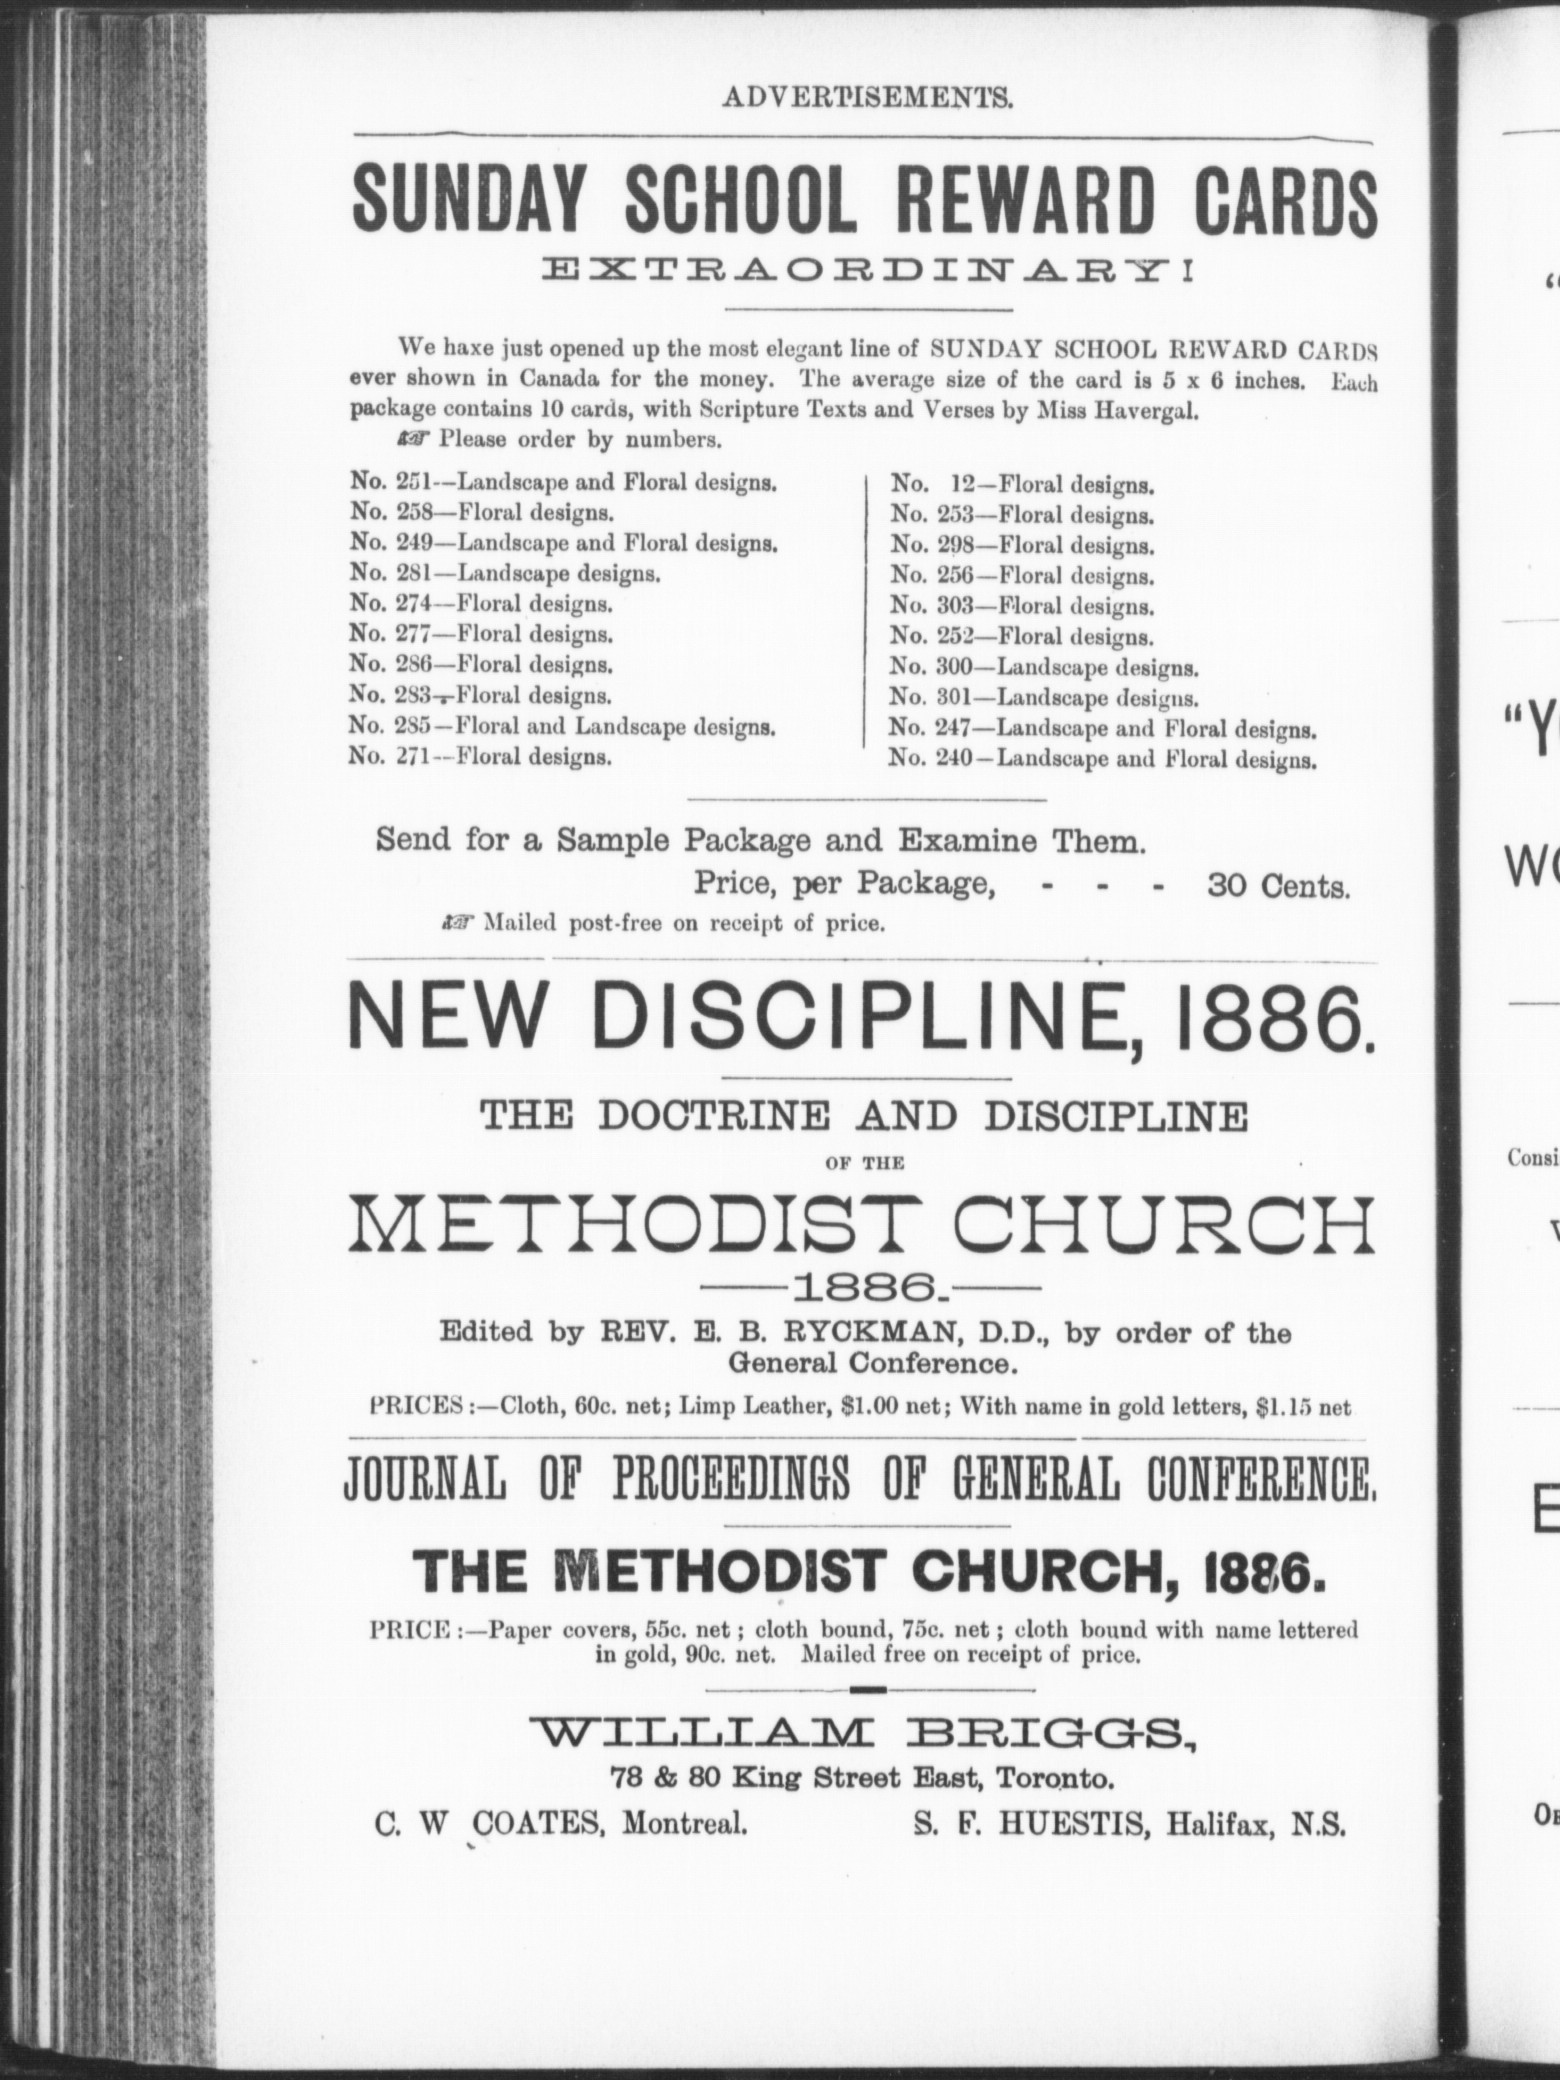 ADVERTISEMENTS.
SUNDAY SCHOOL REWARD CARDS
EXTRAORDINARY!
We haxe just opened up the most elegant line of SUNDAY SCHOOL REWARD CARDS
ever shown in Canada for the money. The average size of the card is 5 x 6 inches. Each
package contains 10 cards, with Scripture Texts and Verses by Miss Havergal.
☞ Please order by numbers.
No. 251--Landscape and Floral designs.
No. 258—Floral designs.
No. 249—Landscape and Floral designs.
No. 281—Landscape designs.
No. 274—Floral designs.
No. 277—Floral designs.
No. 286—Floral designs.
No. 283—Floral designs.
No. 285—Floral and Landscape designs.
No. 271--Floral designs.
No. 12—Floral designs.
No. 253—Floral designs.
No. 298—Floral designs.
No. 256—Floral designs.
No. 303—Floral designs.
No. 252—Floral designs.
No. 300—Landscape designs.
No. 301—Landscape designs.
No. 247—Landscape and Floral designs.
No. 240—Landscape and Floral designs.
Send for a Sample Package and Examine Them.
Price, per Package, - - - 30 Cents.
☞ Mailed post-free on receipt of price.
NEW DISCIPLINE, 1886.
THE DOCTRINE AND DISCIPLINE
OF THE
METHODIST CHURCH
—1886.—
Edited by REV. E. B. RYCKMAN, D.D., by order of the
General Conference.
PRICES:—Cloth, 60c. net; Limp Leather, $1.00 net; With name in gold letters, $1.15 net
JOURNAL OF PROCEEDINGS OF GENERAL CONFERENCE.
THE METHODIST CHURCH, 1886.
PRICE:—Paper covers, 55c. net; cloth bound, 75c. net; cloth bound with name lettered
in gold, 90c. net. Mailed free on receipt of price.
WILLIAM BRIGGS,
78 & 80 King Street East, Toronto.
C. W COATES, Montreal.
S. F. HUESTIS, Halifax, N.S.